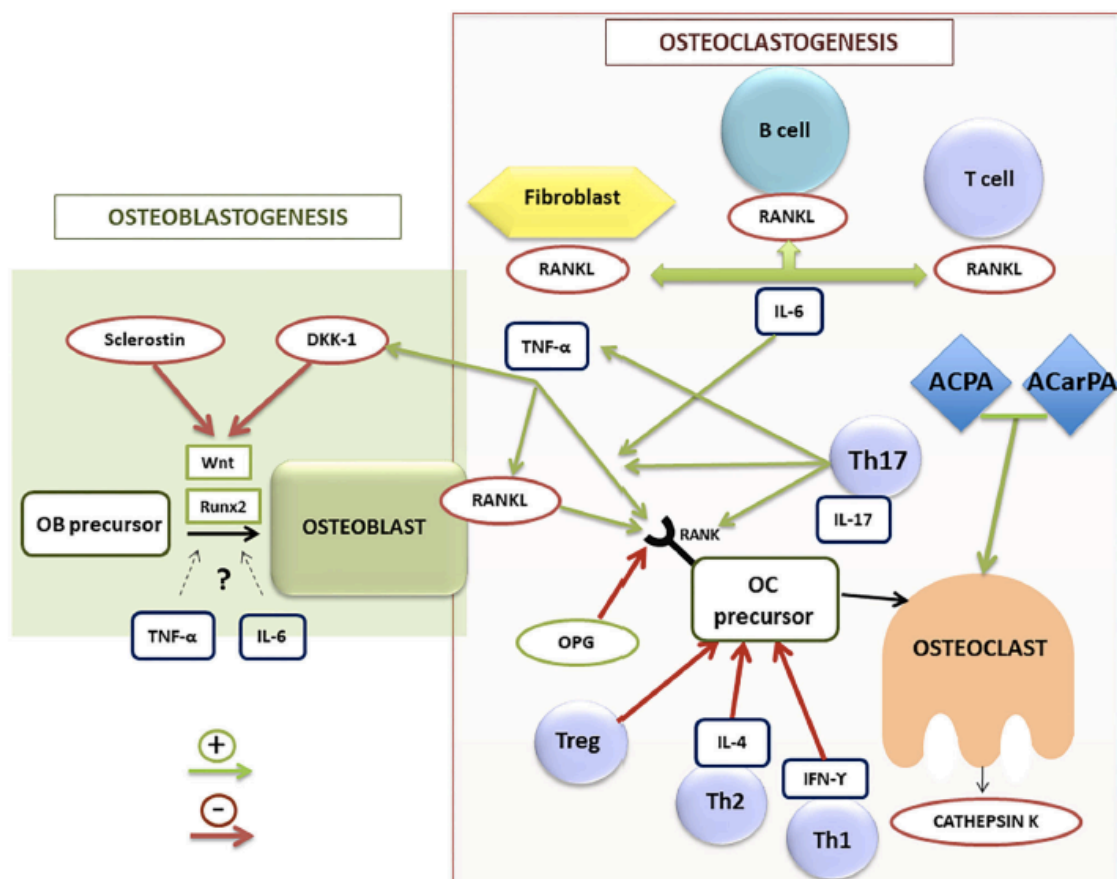 OSTEOCLASTOGENESIS
B cell
T cell
Fibroblast
RANKL
OSTEOBLASTOGENESIS
RANKL
RANKL
IL-6
Sclerostin
DKK-1
TNF-α
ACPA
ACarPA
Wnt
Th17
Runx2
RANKL
OB precursor
OSTEOBLAST
IL-17
RANK
?
OC
precursor
TNF-α
IL-6
OPG
OSTEOCLAST
Treg
IL-4
+
IFN-Y
Th2
−
Th1
CATHEPSIN K